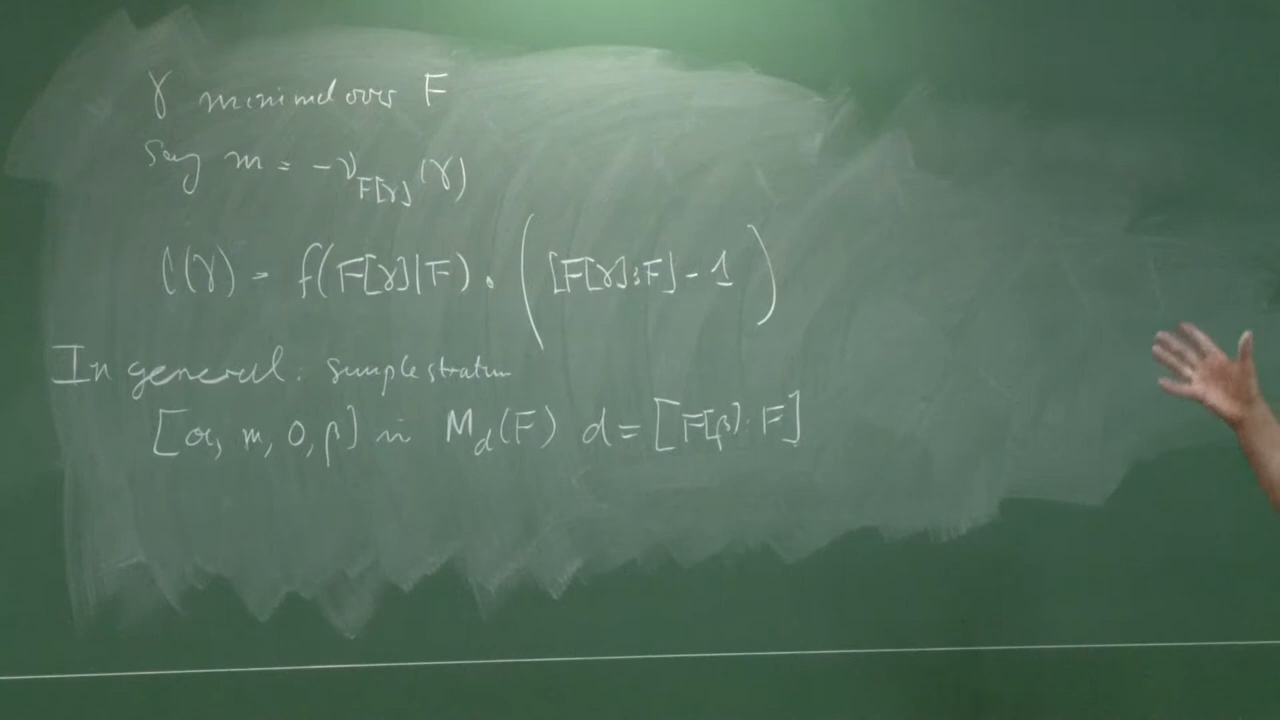 γ minimal over F
Say m = -ν_{F[γ]}(γ)
ℓ(γ) = f(F[γ]|F) · ([F[γ]:F] - 1)
In general: simple stratum
[α, m, 0, β] in M_d(F) d = [F[β]:F]